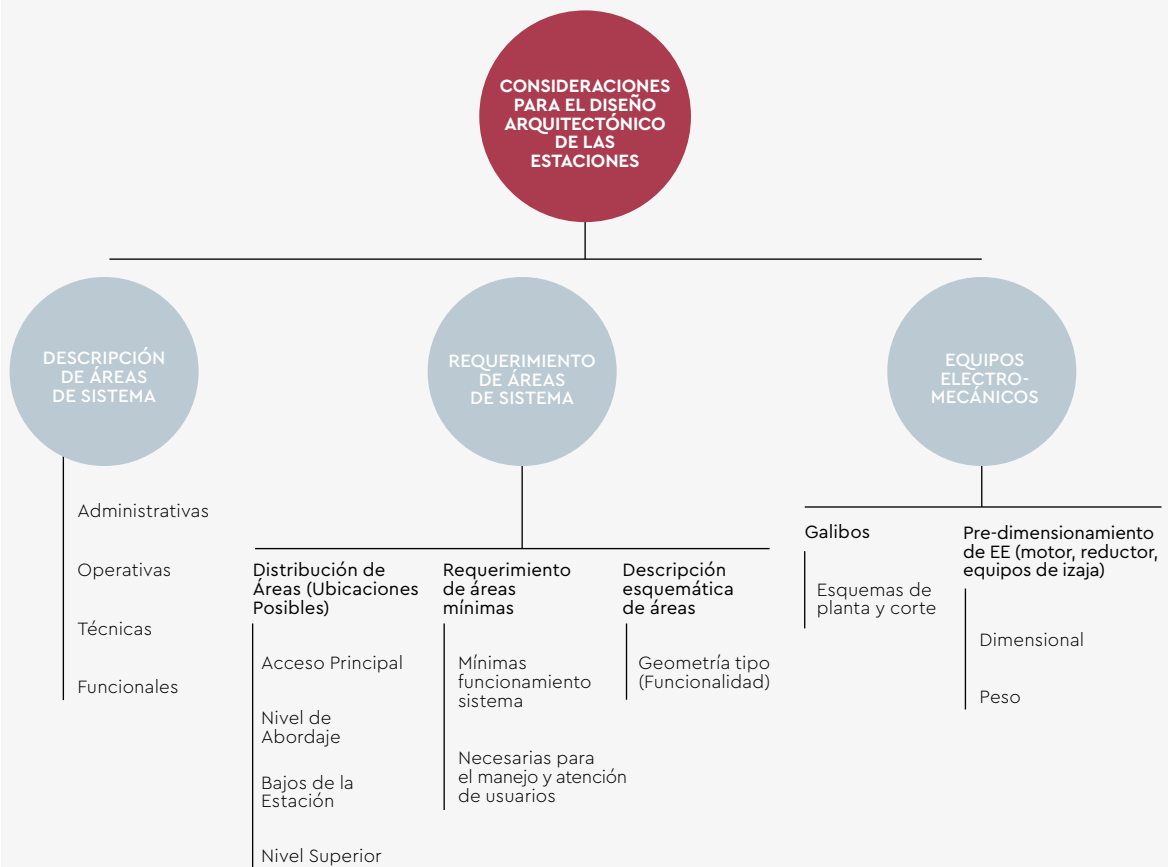 CONSIDERACIONES
PARA EL DISEÑO
ARQUITECTÓNICO
DE LAS
ESTACIONES
DESCRIPCIÓN
DE ÁREAS
DE SISTEMA
Administrativas
Operativas
Técnicas
Funcionales
REQUERIMIENTO
DE ÁREAS
DE SISTEMA
Distribución de
Áreas (Ubicaciones
Posibles)
Acceso Principal
Nivel de
Abordaje
Bajos de la
Estación
Nivel Superior
Requerimiento
de áreas
mínimas
Mínimas
funcionamiento
sistema
Necesarias para
el manejo y atención
de usuarios
Descripción
esquemática
de áreas
Geometría tipo
(Funcionalidad)
EQUIPOS
ELECTRO-
MECÁNICOS
Galibos
Esquemas de
planta y corte
Pre-dimensionamiento
de EE (motor, reductor,
equipos de izaja)
Dimensional
Peso